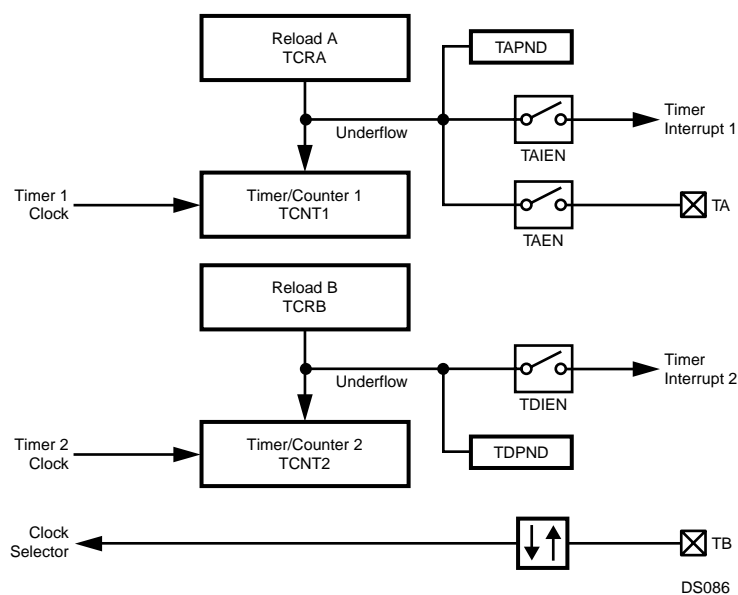 Reload A
TCRA
TAPND
Underflow
Timer
Interrupt 1
TAIEN
Timer 1
Clock
Timer/Counter 1
TCNT1
TA
TAEN
Reload B
TCRB
Underflow
Timer
Interrupt 2
TDIEN
Timer 2
Clock
Timer/Counter 2
TCNT2
TDPND
Clock
Selector
TB
DS086